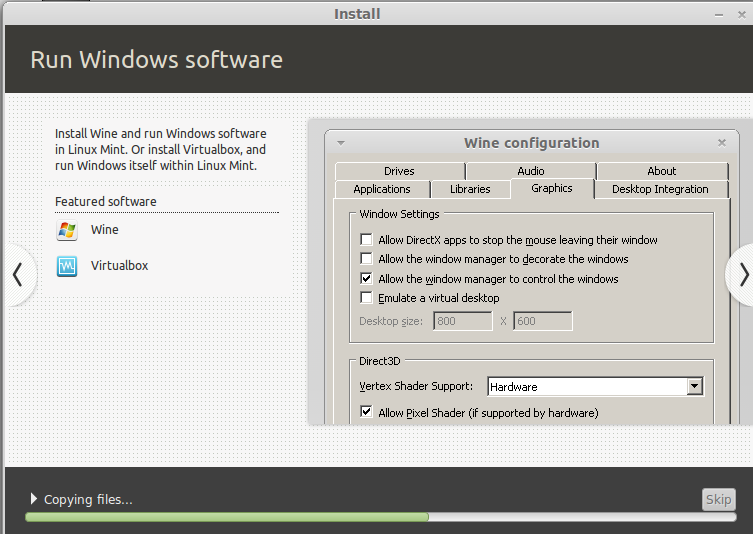 Install
Run Windows software
Install Wine and run Windows software
in Linux Mint. Or install Virtualbox, and
run Windows itself within Linux Mint.
Featured software
Wine
Virtualbox
Wine configuration
Drives Audio About
Applications Libraries Graphics Desktop Integration
Window Settings
Allow DirectX apps to stop the mouse leaving their window
Allow the window manager to decorate the windows
Allow the window manager to control the windows
Emulate a virtual desktop
Desktop size: 800 X 600
Direct3D
Vertex Shader Support: Hardware
Allow Pixel Shader (if supported by hardware)
Copying files...
Skip